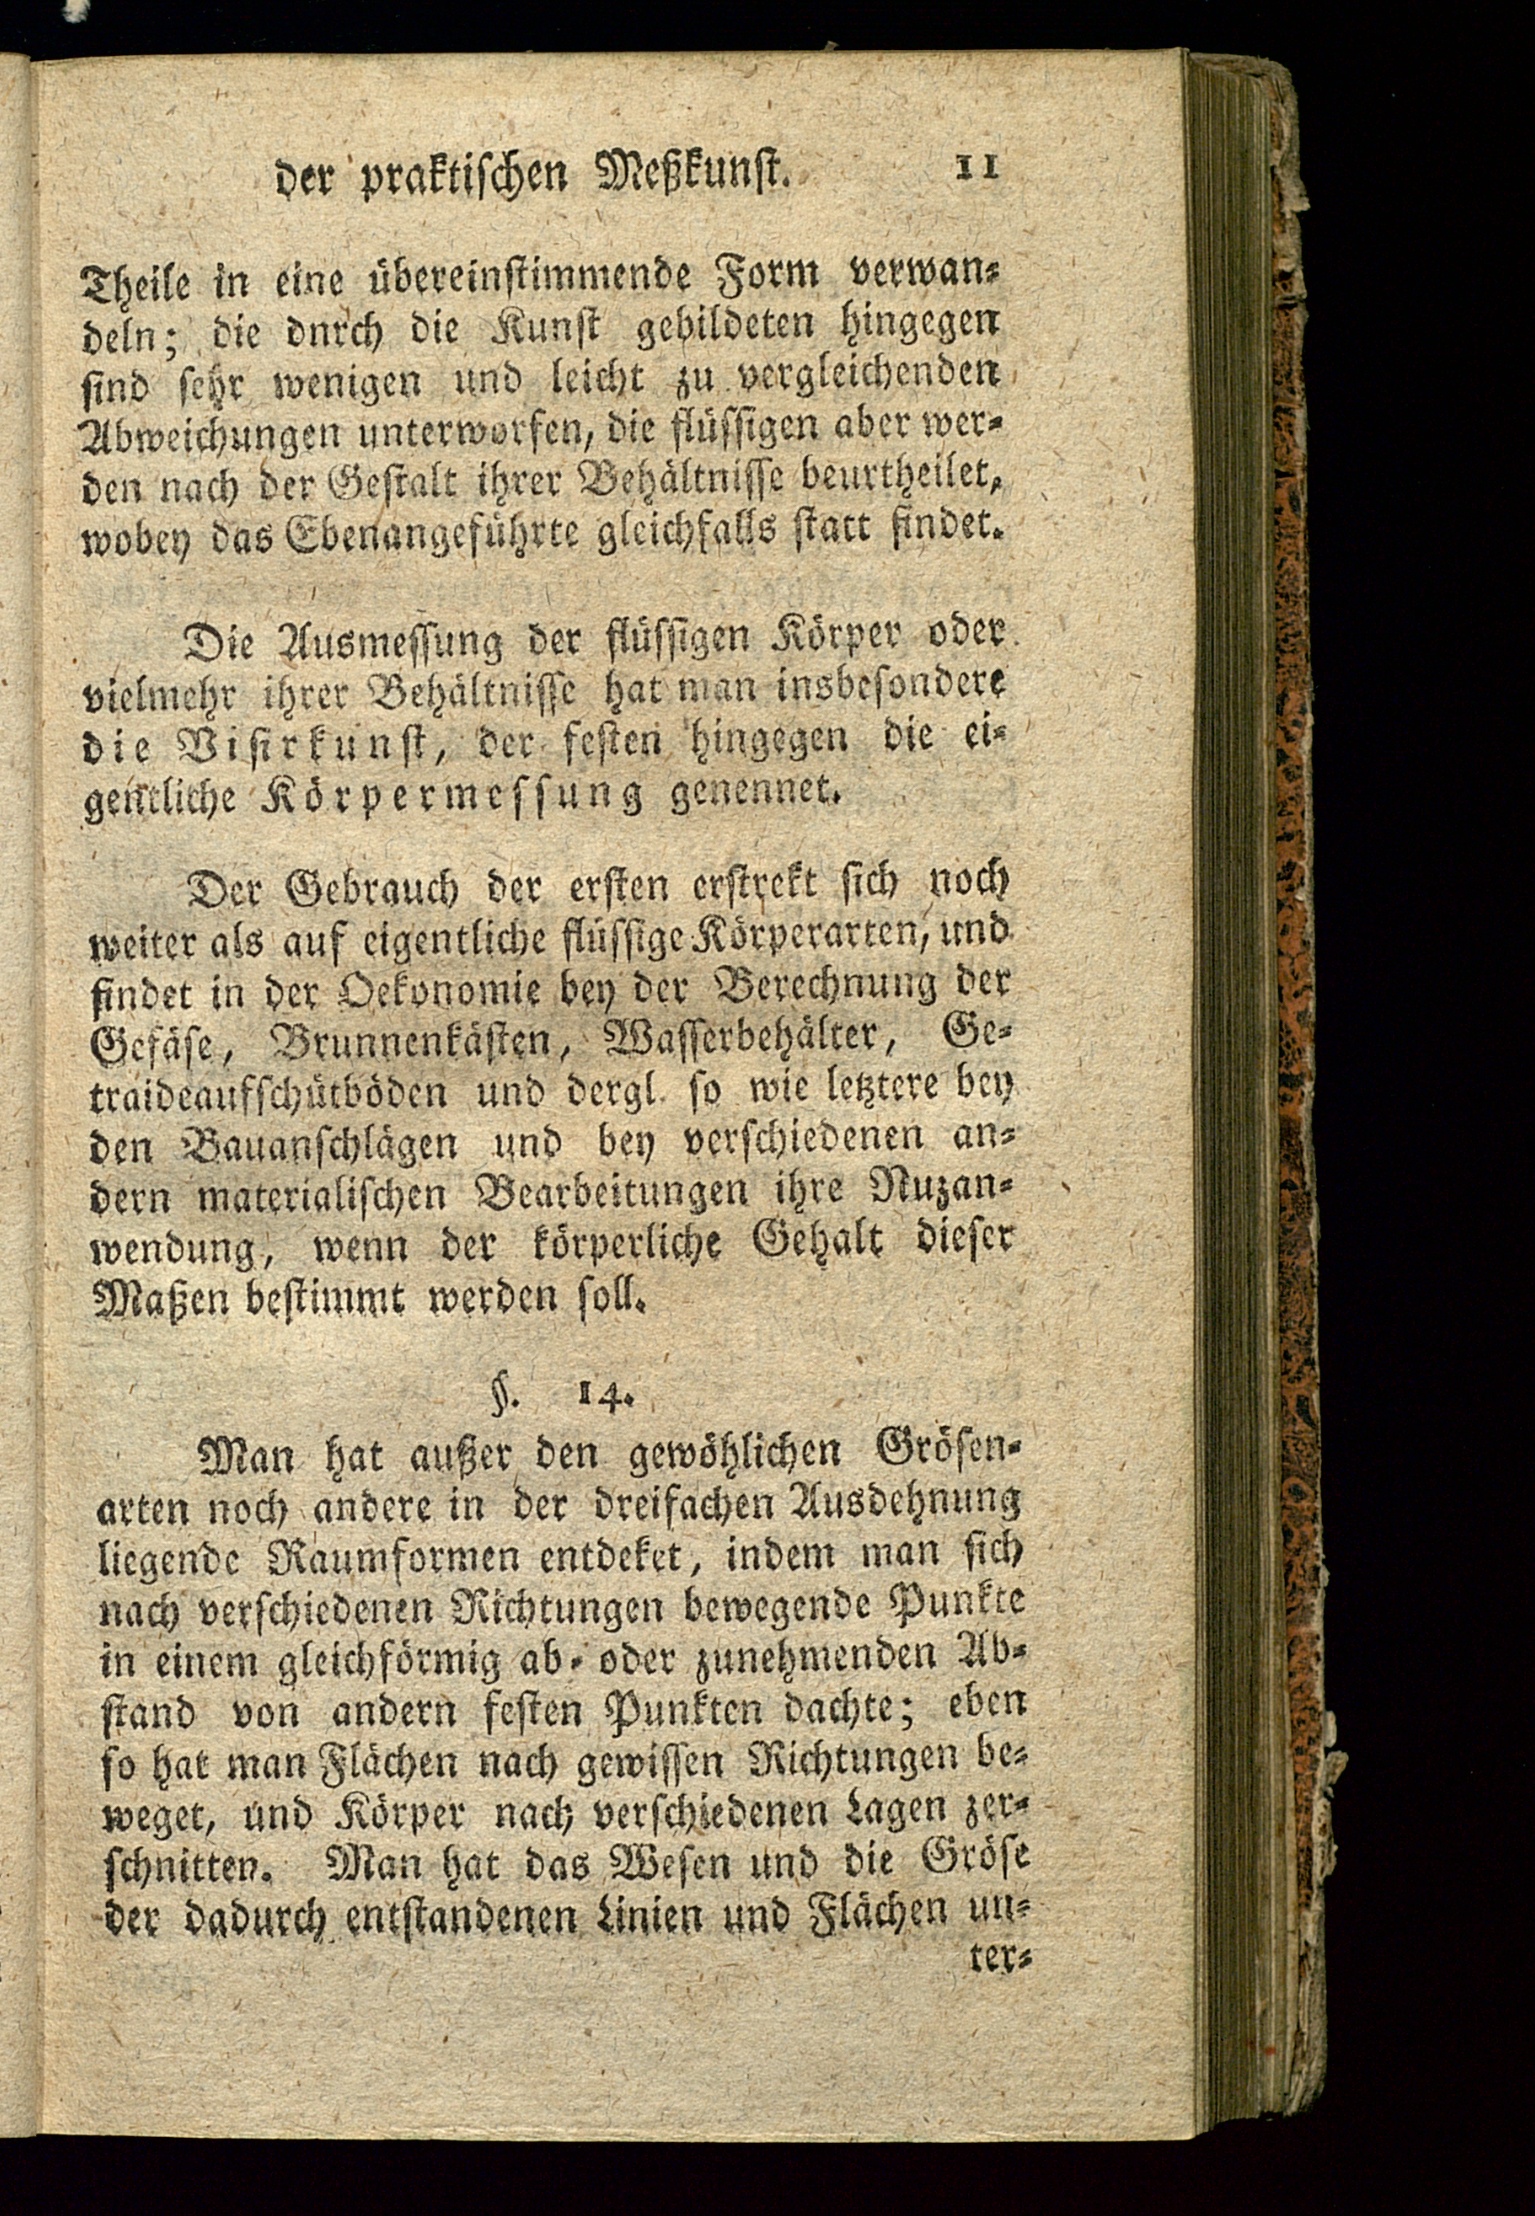 der praktischen Meßkunst. 11
Theile in eine übereinstimmende Form verwan-
deln; die dnrch die Kunst gebildeten hingegen
sind sehr wenigen und leicht zu vergleichenden
Abweichungen unterworfen, die flüssigen aber wer-
den nach der Gestalt ihrer Behältnisse beurtheilet,
wobey das Ebenangeführte gleichfalls statt findet.
Die Ausmessung der flüssigen Körper oder
vielmehr ihrer Behältnisse hat man insbesondere
die Visirkunst, der festen hingegen die ei-
gentliche Körpermessung genennet.
Der Gebrauch der ersten erstrekt sich noch
weiter als auf eigentliche flüssige Körperarten, und
findet in der Oekonomie bey der Berechnung der
Gefäse, Brunnenkästen, Wasserbehälter, Ge-
traideaufschütböden und dergl. so wie letztere bey
den Bauanschlägen und bey verschiedenen an-
dern materialischen Bearbeitungen ihre Nuzan-
wendung, wenn der körperliche Gehalt dieser
Maßen bestimmt werden soll.
§. 14.
Man hat außer den gewöhlichen Grösen-
arten noch andere in der dreifachen Ausdehnung
liegende Raumformen entdeket, indem man sich
nach verschiedenen Richtungen bewegende Punkte
in einem gleichförmig ab- oder zunehmenden Ab-
stand von andern festen Punkten dachte; eben
so hat man Flächen nach gewissen Richtungen be-
weget, und Körper nach verschiedenen Lagen zer-
schnitten. Man hat das Wesen und die Gröse
der dadurch entstandenen Linien und Flächen un-
ter-